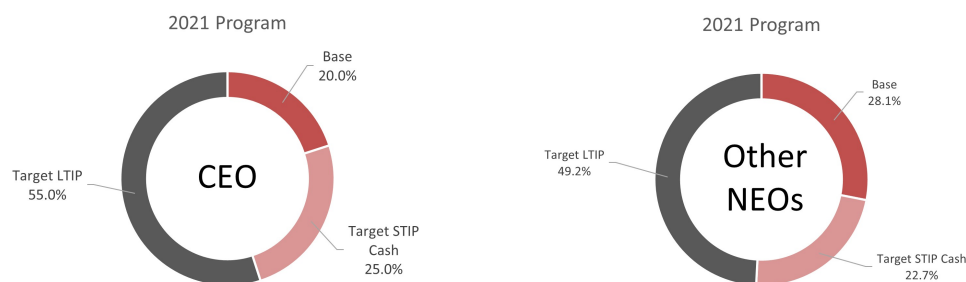 2021 Program
Base
20.0%
Target LTIP
55.0%
CEO
Target STIP
Cash
25.0%
2021 Program
Base
28.1%
Target LTIP
49.2%
Other
NEOs
Target STIP Cash
22.7%